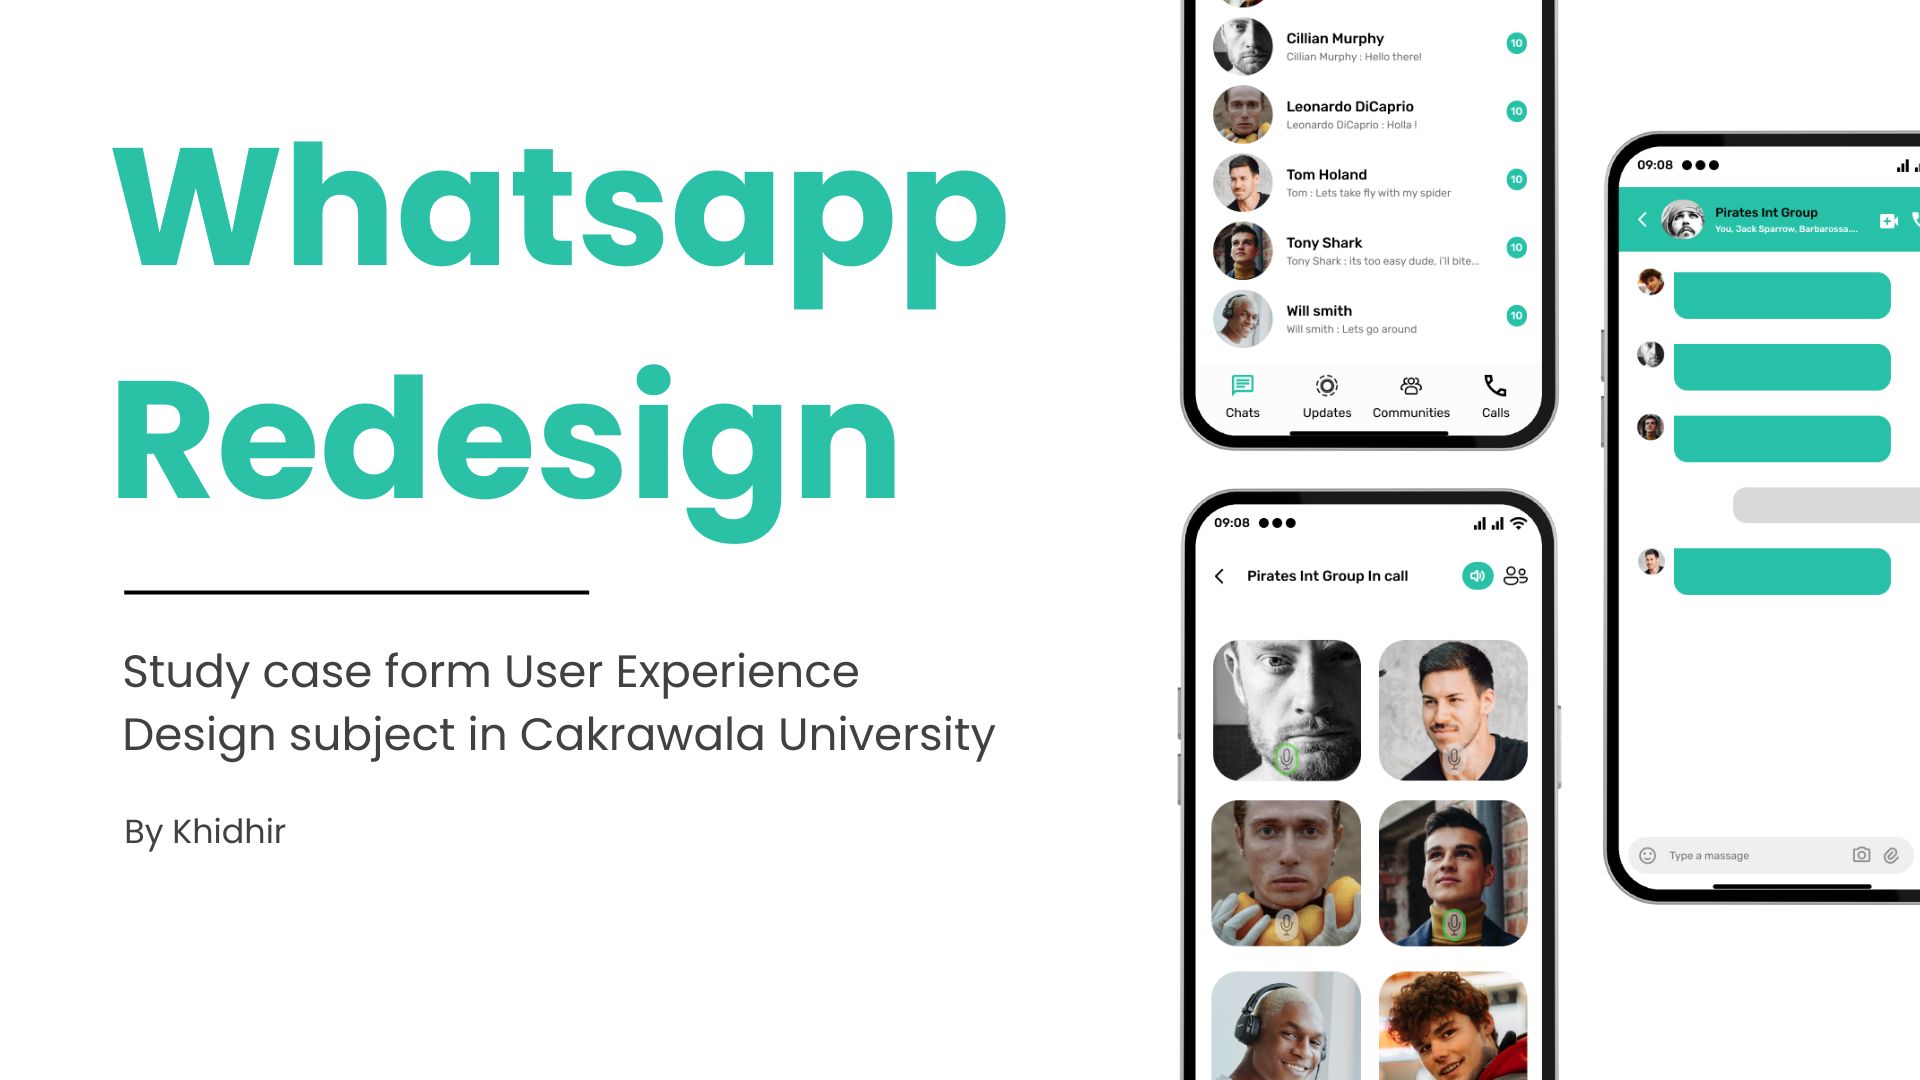 Whatsapp
Redesign
Study case form User Experience
Design subject in Cakrawala University
By Khidhir
Cillian Murphy
Cillian Murphy : Hello there!
10
Leonardo DiCaprio
Leonardo DiCaprio : Holla !
10
Tom Holand
Tom : Lets take fly with my spider
10
Tony Shark
Tony Shark : its too easy dude, i'll bite...
10
Will smith
Will smith : Lets go around
10
Chats
Updates
Communities
Calls
09:08
Pirates Int Group In call
09:08
Pirates Int Group
You, Jack Sparrow, Barbarossa....
Type a massage